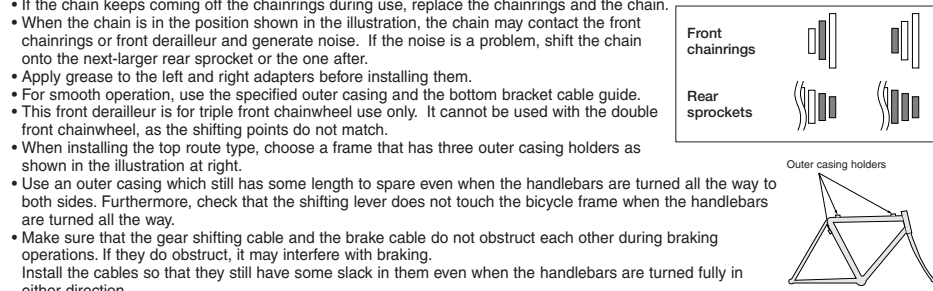 • If the chain keeps coming off the chainrings during use, replace the chainrings and the chain.
• When the chain is in the position shown in the illustration, the chain may contact the front
chainrings or front derailleur and generate noise.  If the noise is a problem, shift the chain
onto the next-larger rear sprocket or the one after.
• Apply grease to the left and right adapters before installing them.
• For smooth operation, use the specified outer casing and the bottom bracket cable guide.
• This front derailleur is for triple front chainwheel use only.  It cannot be used with the double
front chainwheel, as the shifting points do not match.
• When installing the top route type, choose a frame that has three outer casing holders as
shown in the illustration at right.
• Use an outer casing which still has some length to spare even when the handlebars are turned all the way to
both sides. Furthermore, check that the shifting lever does not touch the bicycle frame when the handlebars
are turned all the way.
• Make sure that the gear shifting cable and the brake cable do not obstruct each other during braking
operations. If they do obstruct, it may interfere with braking.
Install the cables so that they still have some slack in them even when the handlebars are turned fully in
either direction.
Front
chainrings
Rear
sprockets
Outer casing holders